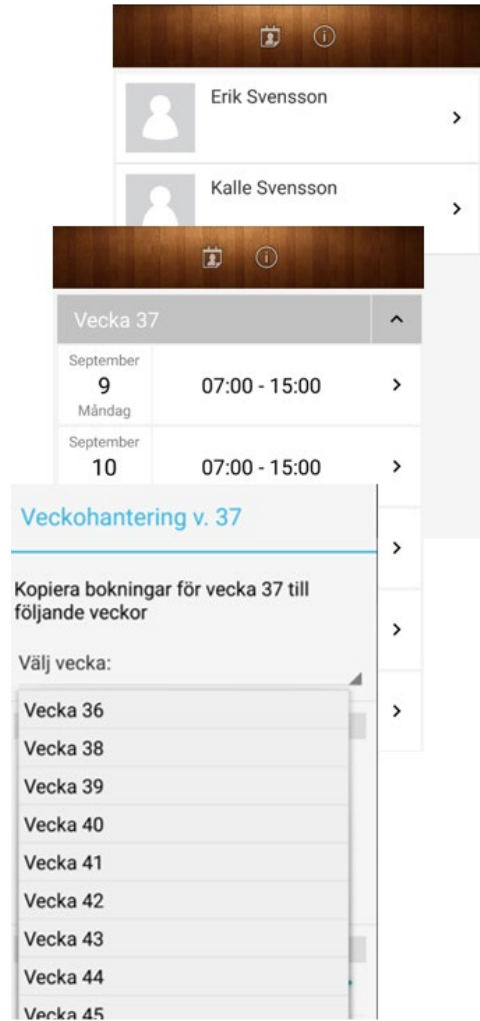 Erik Svensson
Kalle Svensson
Vecka 37
September
9
Måndag
07:00 - 15:00
September
10
07:00 - 15:00
Veckohantering v. 37
Kopiera bokningar för vecka 37 till
följande veckor
Välj vecka:
Vecka 36
Vecka 38
Vecka 39
Vecka 40
Vecka 41
Vecka 42
Vecka 43
Vecka 44
Vecka 45